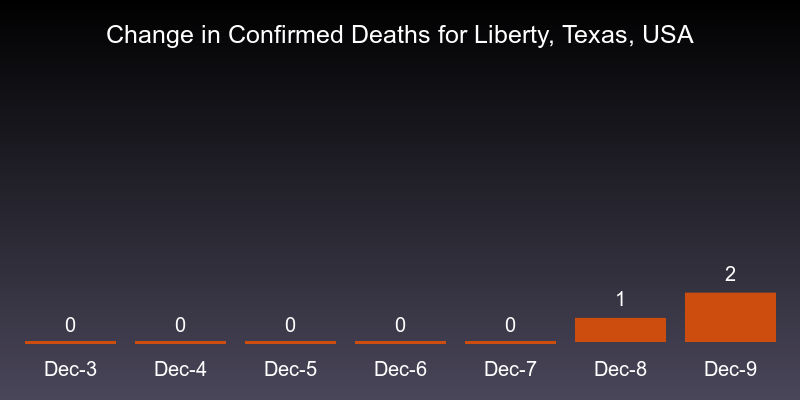 Change in Confirmed Deaths for Liberty, Texas, USA
0 0 0 0 0 1 2
Dec-3 Dec-4 Dec-5 Dec-6 Dec-7 Dec-8 Dec-9